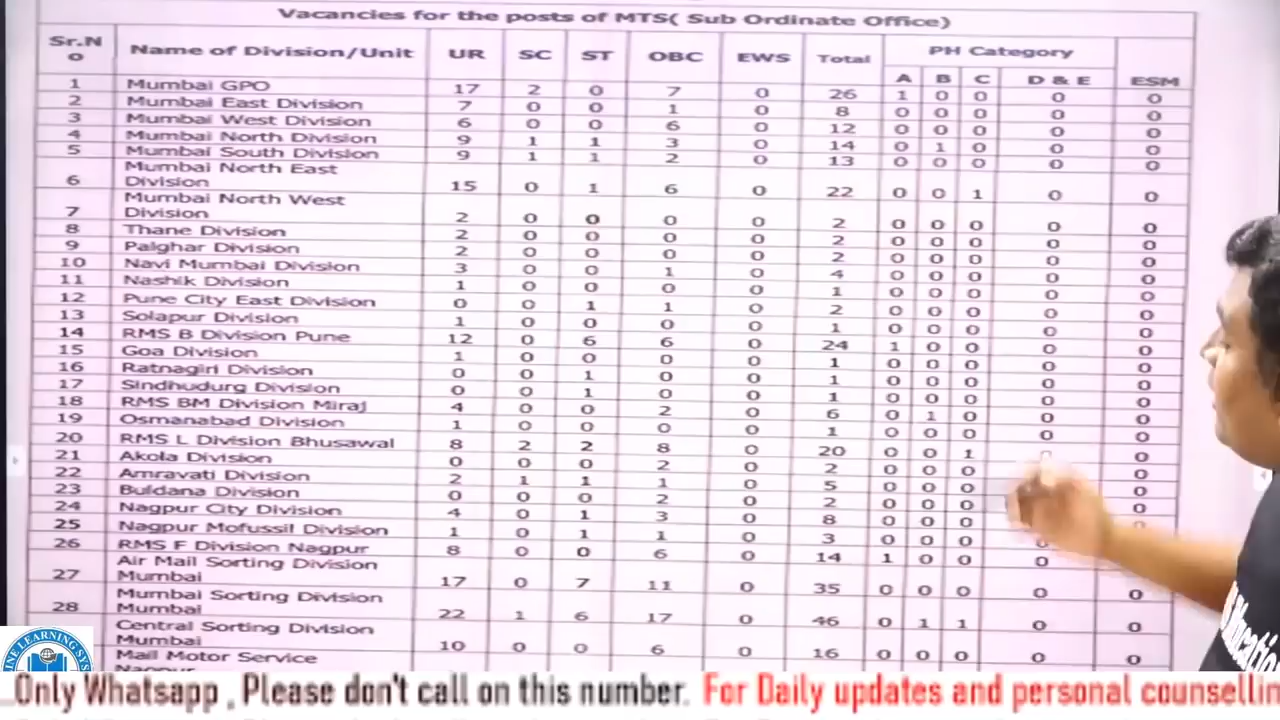 Vacancies for the posts of MTS( Sub Ordinate Office)
Sr.N o Name of Division/Unit UR SC ST OBC EWS Total PH Category ESM
A B C D & E
1 Mumbai GPO 17 2 0 7 0 26 1 0 0 0 0
2 Mumbai East Division 7 0 0 1 0 8 0 0 0 0 0
3 Mumbai West Division 6 0 0 6 0 12 0 0 0 0 0
4 Mumbai North Division 9 1 1 3 0 14 0 1 0 0 0
5 Mumbai South Division 9 1 1 2 0 13 0 0 0 0 0
6 Mumbai North East Division 15 0 1 6 0 22 0 0 1 0 0
7 Mumbai North West Division 2 0 0 0 0 2 0 0 0 0 0
8 Thane Division 2 0 0 0 0 2 0 0 0 0 0
9 Palghar Division 2 0 0 0 0 2 0 0 0 0 0
10 Navi Mumbai Division 3 0 0 1 0 4 0 0 0 0 0
11 Nashik Division 1 0 0 0 0 1 0 0 0 0 0
12 Pune City East Division 0 0 1 1 0 2 0 0 0 0 0
13 Solapur Division 1 0 0 0 0 1 0 0 0 0 0
14 RMS B Division Pune 12 0 6 6 0 24 1 0 0 0 0
15 Goa Division 1 0 0 0 0 1 0 0 0 0 0
16 Ratnagiri Division 0 0 1 0 0 1 0 0 0 0 0
17 Sindhudurg Division 0 0 1 0 0 1 0 0 0 0 0
18 RMS BM Division Miraj 4 0 0 2 0 6 0 1 0 0 0
19 Osmanabad Division 1 0 0 0 0 1 0 0 0 0 0
20 RMS L Division Bhusawal 8 2 2 8 0 20 0 0 1 0
21 Akola Division 0 0 0 2 0 2 0 0 0 0
22 Amravati Division 2 1 1 1 0 5 0 0 0 0
23 Buldana Division 0 0 0 2 0 2 0 0 0 0
24 Nagpur City Division 4 0 1 3 0 8 0 0 0
25 Nagpur Mofussil Division 1 0 1 1 0 3 0 0 0 0
26 RMS F Division Nagpur 8 0 0 6 0 14 1 0 0 0 0
27 Air Mail Sorting Division Mumbai 17 0 7 11 0 35 0 0 0 0 0
28 Mumbai Sorting Division Mumbai 22 1 6 17 0 46 0 1 1 0 0
Central Sorting Division Mumbai 10 0 0 6 0 16 0 0 0 0 0
Mail Motor Service
Only Whatsapp , Please don't call on this number. For Daily updates and personal counsellin